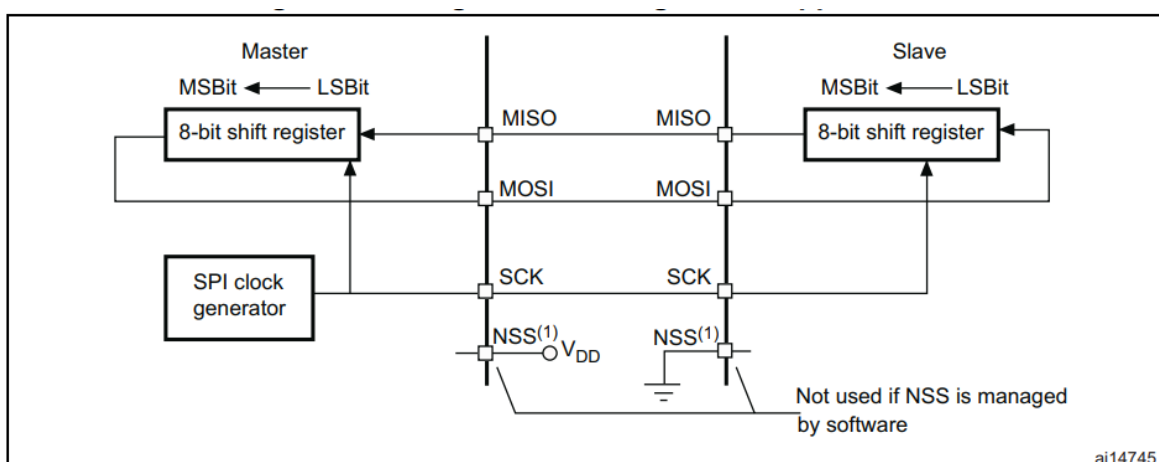 Master
Slave
MSBit LSBit
MSBit LSBit
8-bit shift register
MISO
MISO
8-bit shift register
MOSI
MOSI
SPI clock
generator
SCK
SCK
NSS(1)
VDD
NSS(1)
Not used if NSS is managed
by software
ai14745